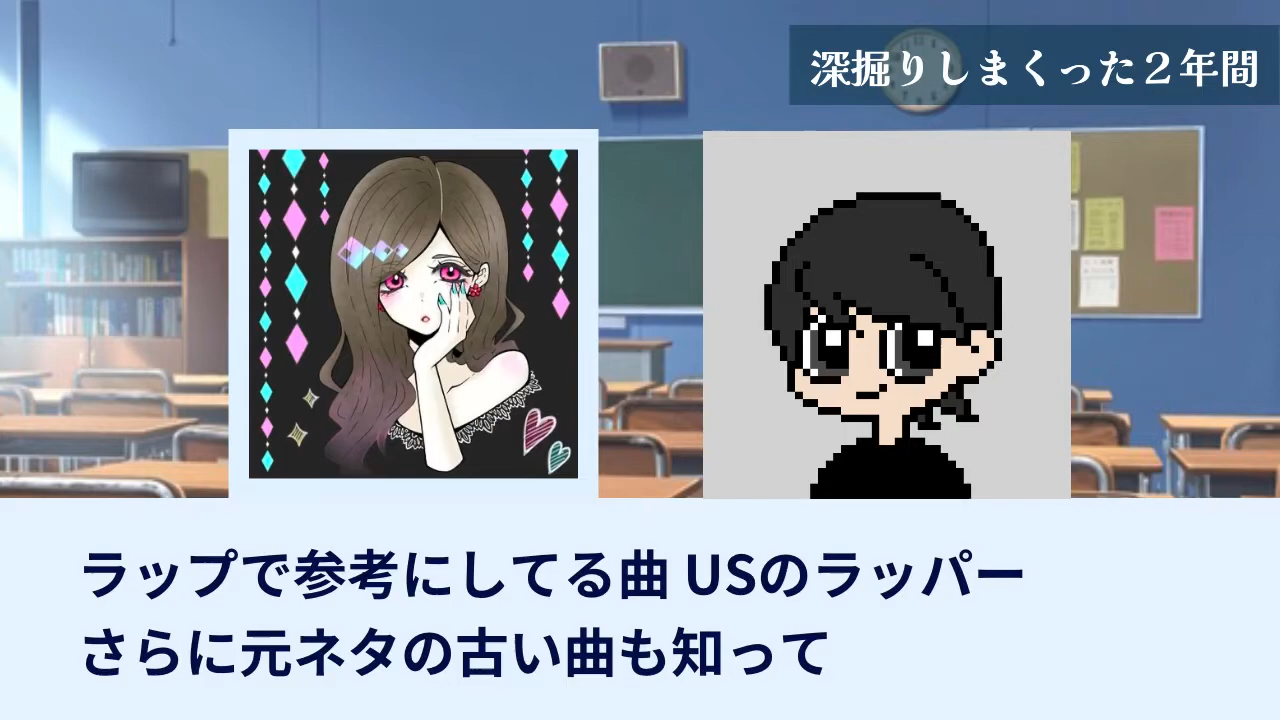 深掘りしまくった２年間
ラップで参考にしてる曲 USのラッパー
さらに元ネタの古い曲も知って